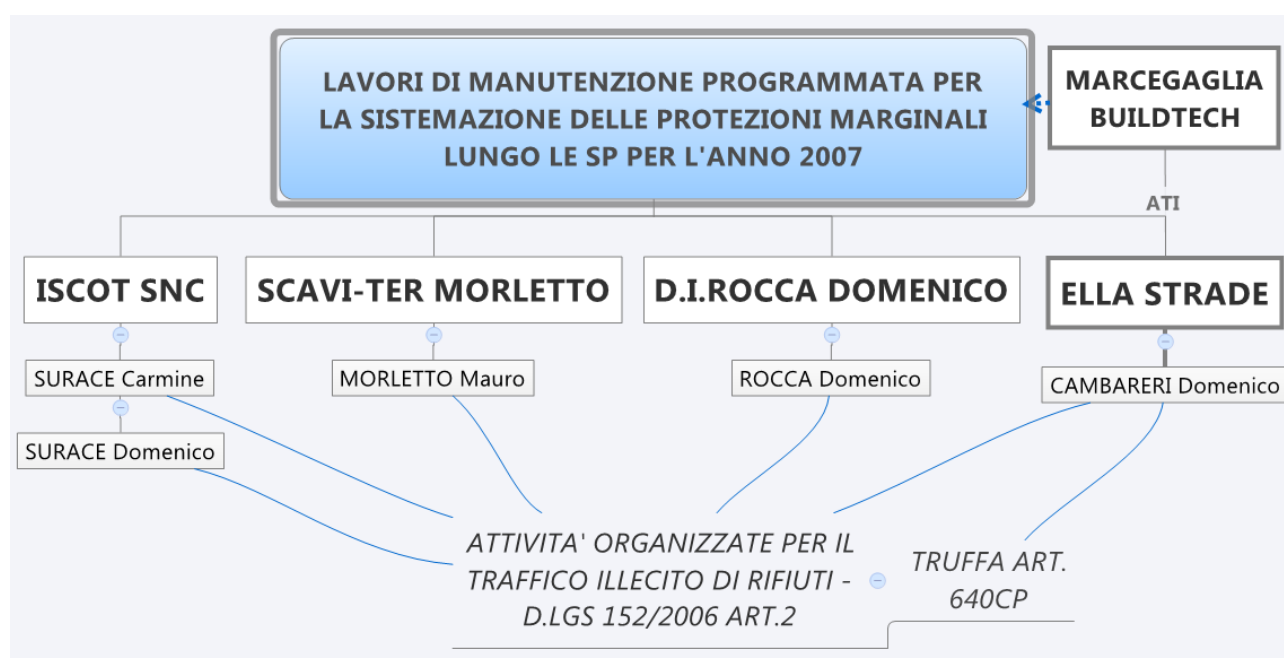 LAVORI DI MANUTENZIONE PROGRAMMATA PER
LA SISTEMAZIONE DELLE PROTEZIONI MARGINALI
LUNGO LE SP PER L'ANNO 2007
MARCEGAGLIA
BUILDTECH
ATI
ISCOT SNC
SCAVI-TER MORLETTO
D.I.ROCCA DOMENICO
ELLA STRADE
SURACE Carmine
MORLETTO Mauro
ROCCA Domenico
CAMBARERI Domenico
SURACE Domenico
ATTIVITA' ORGANIZZATE PER IL
TRAFFICO ILLECITO DI RIFIUTI -
D.LGS 152/2006 ART.2
TRUFFA ART.
640CP